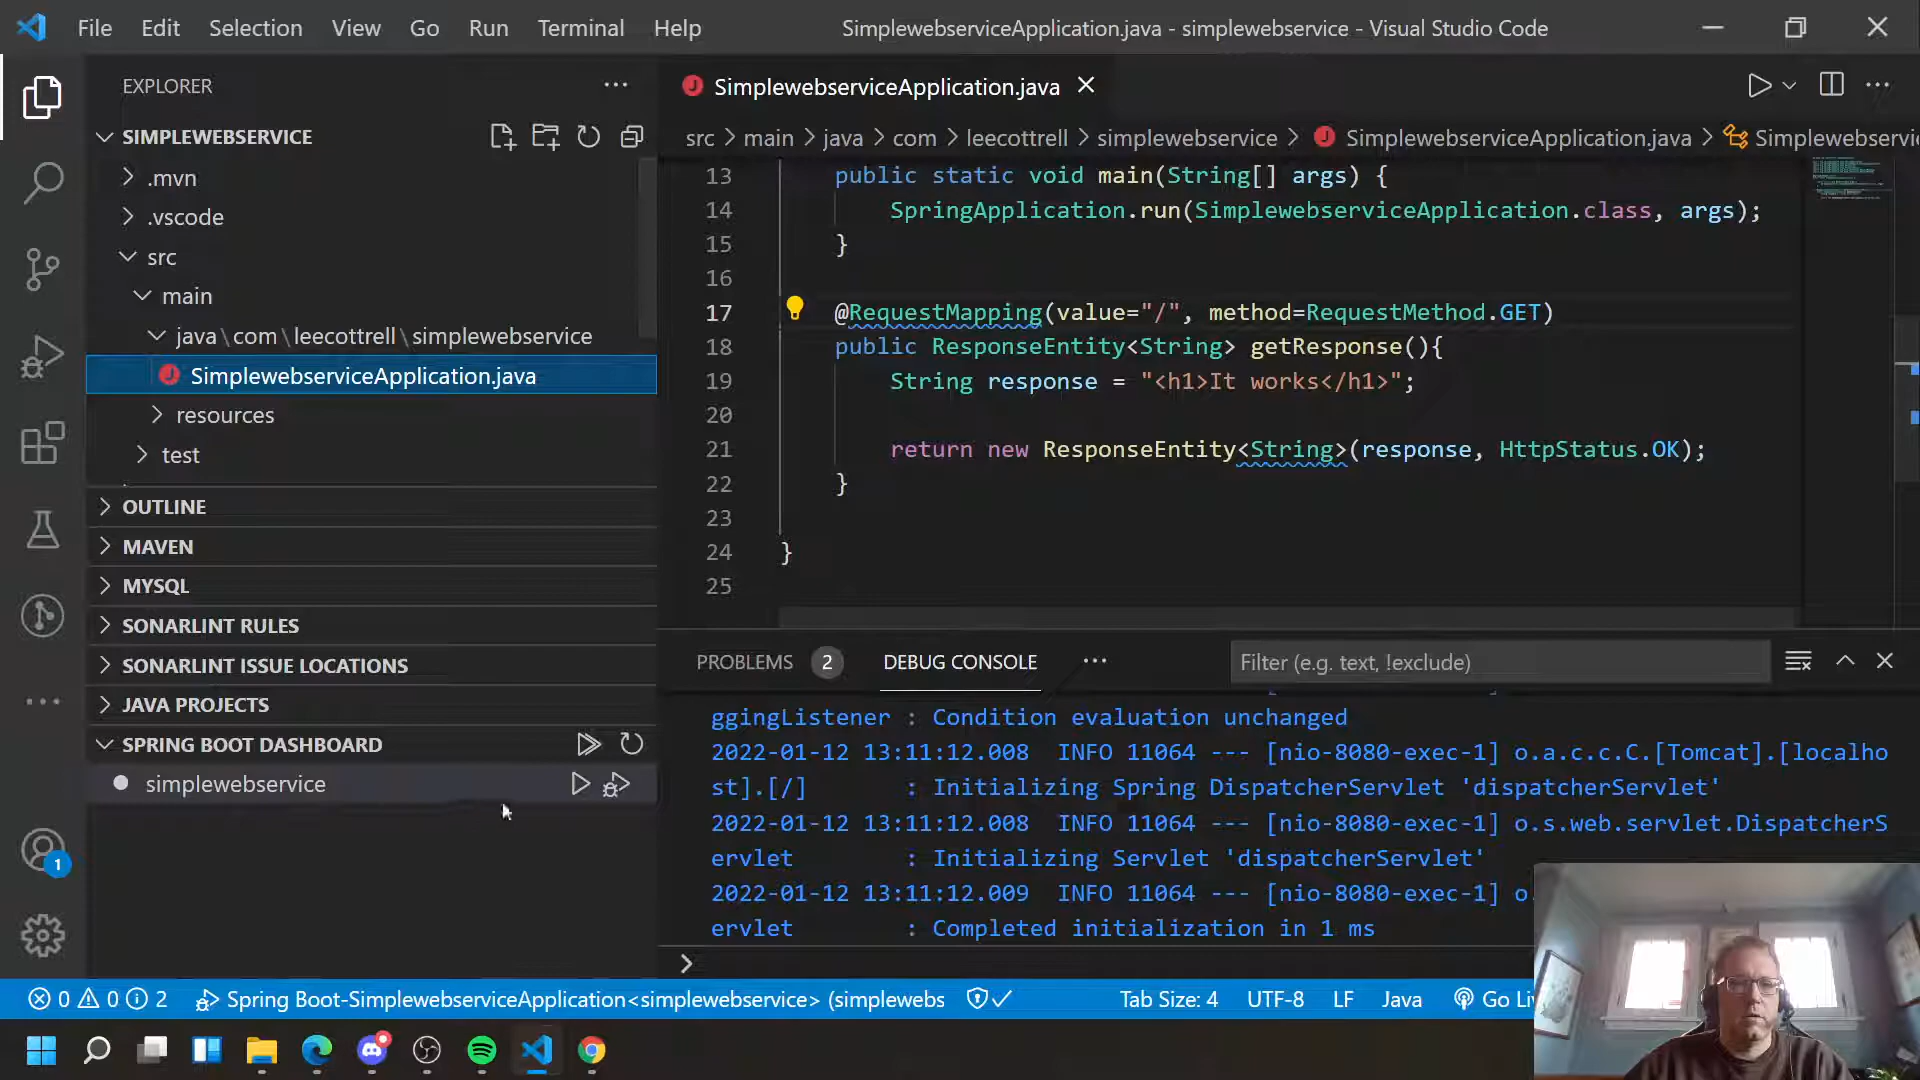 File Edit Selection View Go Run Terminal Help
SimplewebserviceApplication.java - simplewebservice - Visual Studio Code
EXPLORER
SIMPLEWEBSERVICE
.mvn
.vscode
src
main
java\com\leecottrell\simplewebservice
J SimplewebserviceApplication.java
resources
test
OUTLINE
MAVEN
MYSQL
SONARLINT RULES
SONARLINT ISSUE LOCATIONS
JAVA PROJECTS
SPRING BOOT DASHBOARD
simplewebservice
1
J SimplewebserviceApplication.java
src > main > java > com > leecottrell > simplewebservice > J SimplewebserviceApplication.java > Simplewebservic
13 public static void main(String[] args) {
14 SpringApplication.run(SimplewebserviceApplication.class, args);
15 }
16
17 @RequestMapping(value="/", method=RequestMethod.GET)
18 public ResponseEntity<String> getResponse(){
19 String response = "<h1>It works</h1>";
20
21 return new ResponseEntity<String>(response, HttpStatus.OK);
22 }
23
24 }
25
PROBLEMS 2 DEBUG CONSOLE ... Filter (e.g. text, !exclude)
ggingListener : Condition evaluation unchanged
2022-01-12 13:11:12.008 INFO 11064 --- [nio-8080-exec-1] o.a.c.c.C.[Tomcat].[localho
st].[/] : Initializing Spring DispatcherServlet 'dispatcherServlet'
2022-01-12 13:11:12.008 INFO 11064 --- [nio-8080-exec-1] o.s.web.servlet.DispatcherS
ervlet : Initializing Servlet 'dispatcherServlet'
2022-01-12 13:11:12.009 INFO 11064 --- [nio-8080-exec-1] o.
ervlet : Completed initialization in 1 ms
>
0 0 2 Spring Boot-SimplewebserviceApplication<simplewebservice> (simplewebs Tab Size: 4 UTF-8 LF Java Go Li